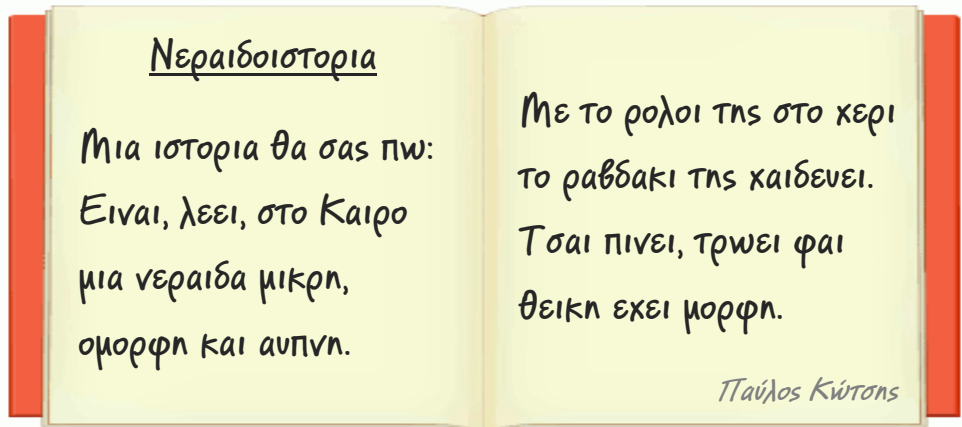 Νεραιδοιστορια
Μια ιστορια θα σας πω:
Ειναι, λεει, στο Καιρο
μια νεραιδα μικρη,
ομορφη και αυπνη.
Με το ρολοι της στο χερι
το ραβδακι της χαιδευει.
Τσαι πινει, τρωει φαι
θεικη εχει μορφη.
Παύλος Κώτσης